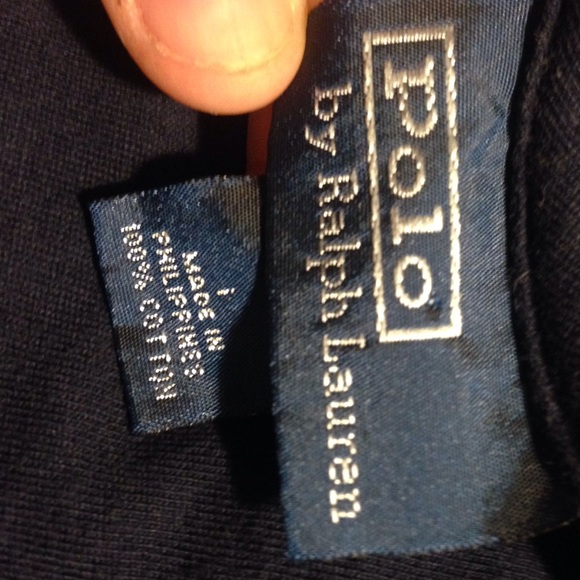 Polo
by Ralph Lauren
MADE IN
PHILIPPINES
100% COTTON